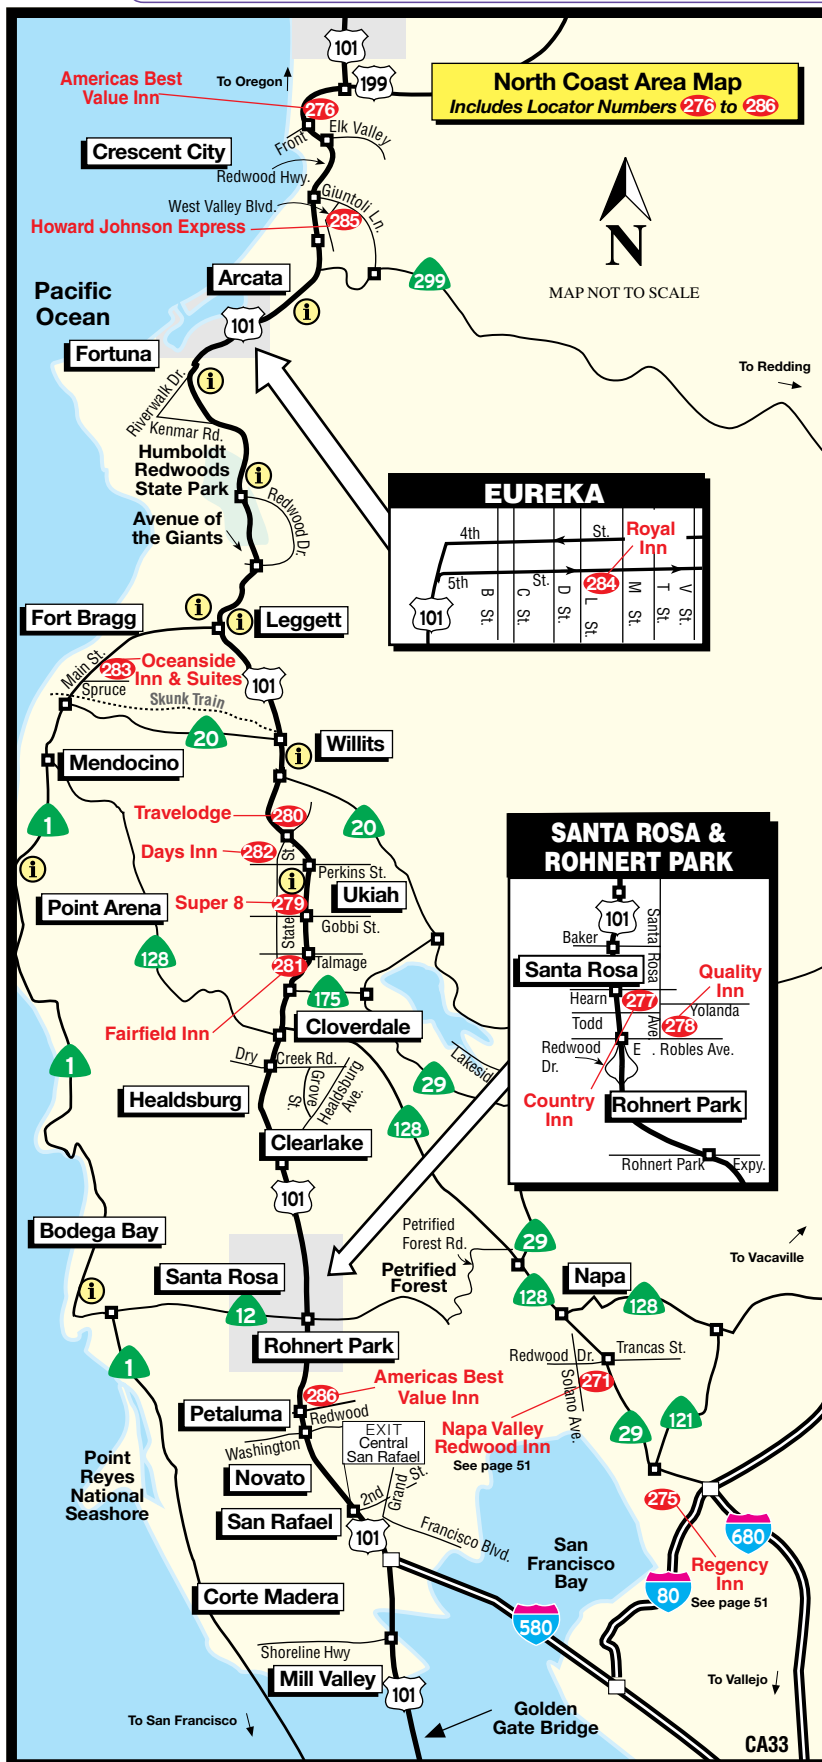 101
Americas Best
Value Inn
To Oregon
199
North Coast Area Map
Includes Locator Numbers 276 to 286
276
Front
Elk Valley
Crescent City
Redwood Hwy.
Giuntoli Ln.
West Valley Blvd.
285
Howard Johnson Express
N
MAP NOT TO SCALE
Arcata
299
Pacific
Ocean
i
101
Fortuna
To Redding
i
Riverwalk Dr.
Kenmar Rd.
Humboldt
Redwoods
State Park
i
Redwood Dr.
Avenue of
the Giants
EUREKA
4th
St.
Royal
Inn
5th
St.
284
101
B St.
C St.
D St.
L St.
M St.
T St.
V St.
i
i
Fort Bragg
Leggett
Main St.
283
Oceanside
Inn & Suites
Spruce
Skunk Train
101
20
Willits
i
Mendocino
1
Travelodge
280
20
Days Inn
282
St
Perkins St.
i
i
Ukiah
Super 8
279
Point Arena
State
Gobbi St.
128
281
Talmage
175
Fairfield Inn
Cloverdale
SANTA ROSA &
ROHNERT PARK
101
Santa Rosa
Ave.
Baker
Santa Rosa
Hearn
277
Quality
Inn
Yolanda
Todd
278
Redwood
Dr.
E . Robles Ave.
Country
Inn
Rohnert Park
Rohnert Park Expy.
1
Dry Creek Rd.
Grove
St.
Healdsburg
Ave.
Lakeside
29
Healdsburg
128
Clearlake
101
Bodega Bay
Petrified
Forest Rd.
29
To Vacaville
Petrified
Forest
Santa Rosa
i
12
Napa
128
128
Rohnert Park
1
Redwood Dr.
Trancas St.
286
Americas Best
Value Inn
271
Solano Ave.
Petaluma
Redwood
Napa Valley
Redwood Inn
See page 51
29
121
Washington
EXIT
Central
San Rafael
Point
Reyes
National
Seashore
Novato
2nd
Grand St.
275
San Rafael
101
Francisco Blvd.
680
San
Francisco
Bay
Regency
Inn
See page 51
80
Corte Madera
580
Shoreline Hwy
Mill Valley
101
To Vallejo
To San Francisco
Golden
Gate Bridge
CA33